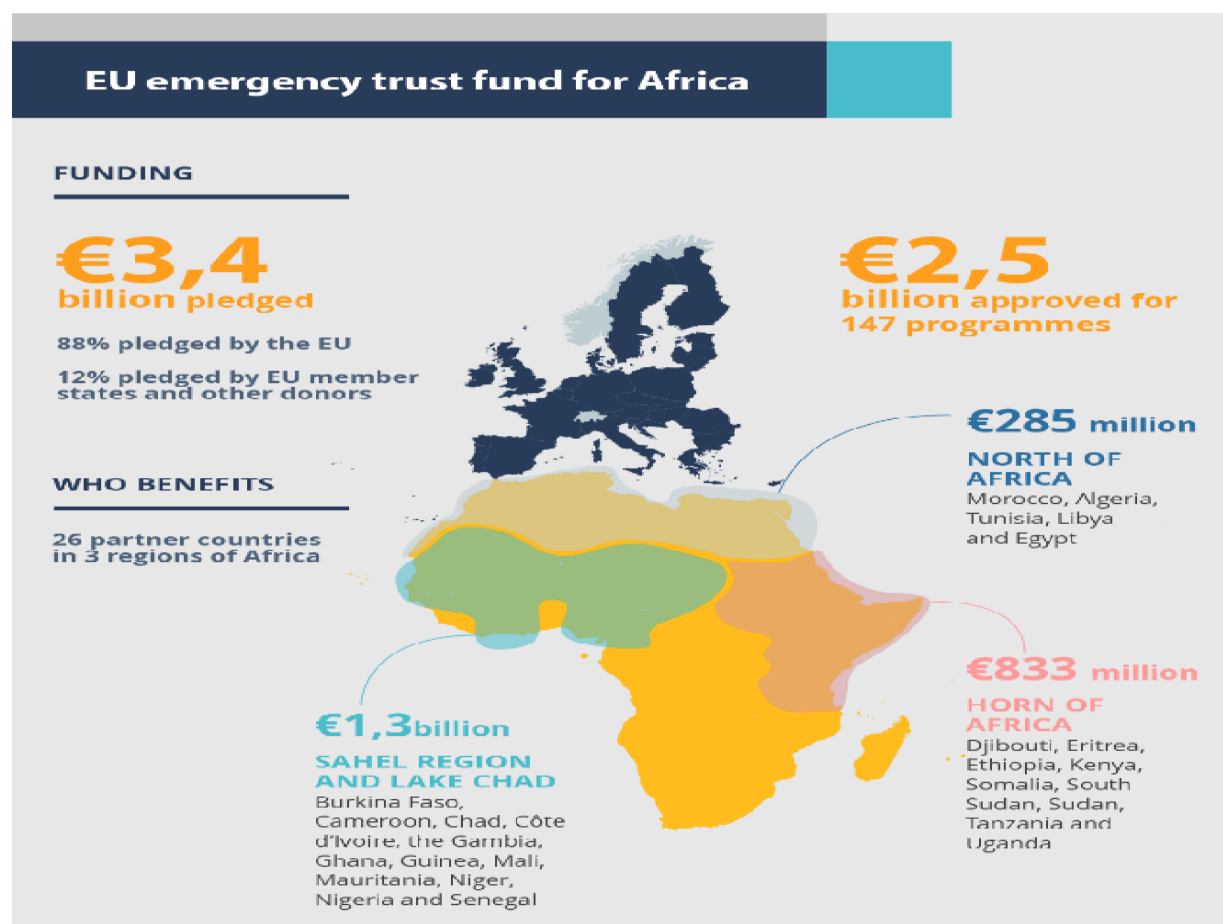 EU emergency trust fund for Africa
FUNDING
€3,4
billion pledged
88% pledged by the EU
12% pledged by EU member
states and other donors
€2,5
billion approved for
147 programmes
WHO BENEFITS
26 partner countries
in 3 regions of Africa
€285 million
NORTH OF
AFRICA
Morocco, Algeria,
Tunisia, Libya
and Egypt
€833 million
HORN OF
AFRICA
Djibouti, Eritrea,
Ethiopia, Kenya,
Somalia, South
Sudan, Sudan,
Tanzania and
Uganda
€1,3billion
SAHEL REGION
AND LAKE CHAD
Burkina Faso,
Cameroon, Chad, Côte
d'Ivoire, the Gambia,
Ghana, Guinea, Mali,
Mauritania, Niger,
Nigeria and Senegal